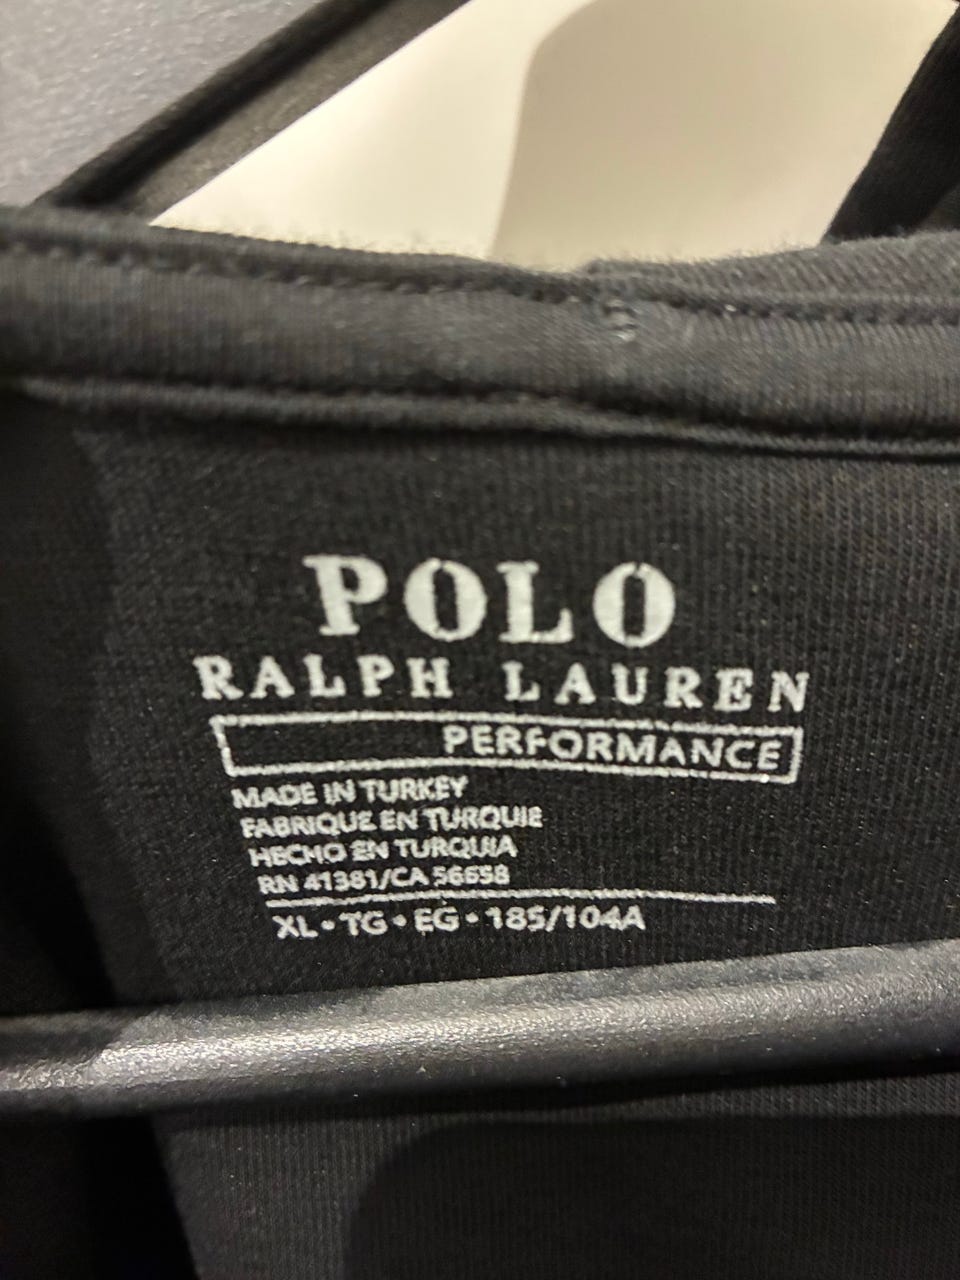 POLO
RALPH LAUREN
PERFORMANCE
MADE IN TURKEY
FABRIQUE EN TURQUIE
HECHO EN TURQUIA
RN 41381/CA 56658
XL • TG • EG • 185/104A